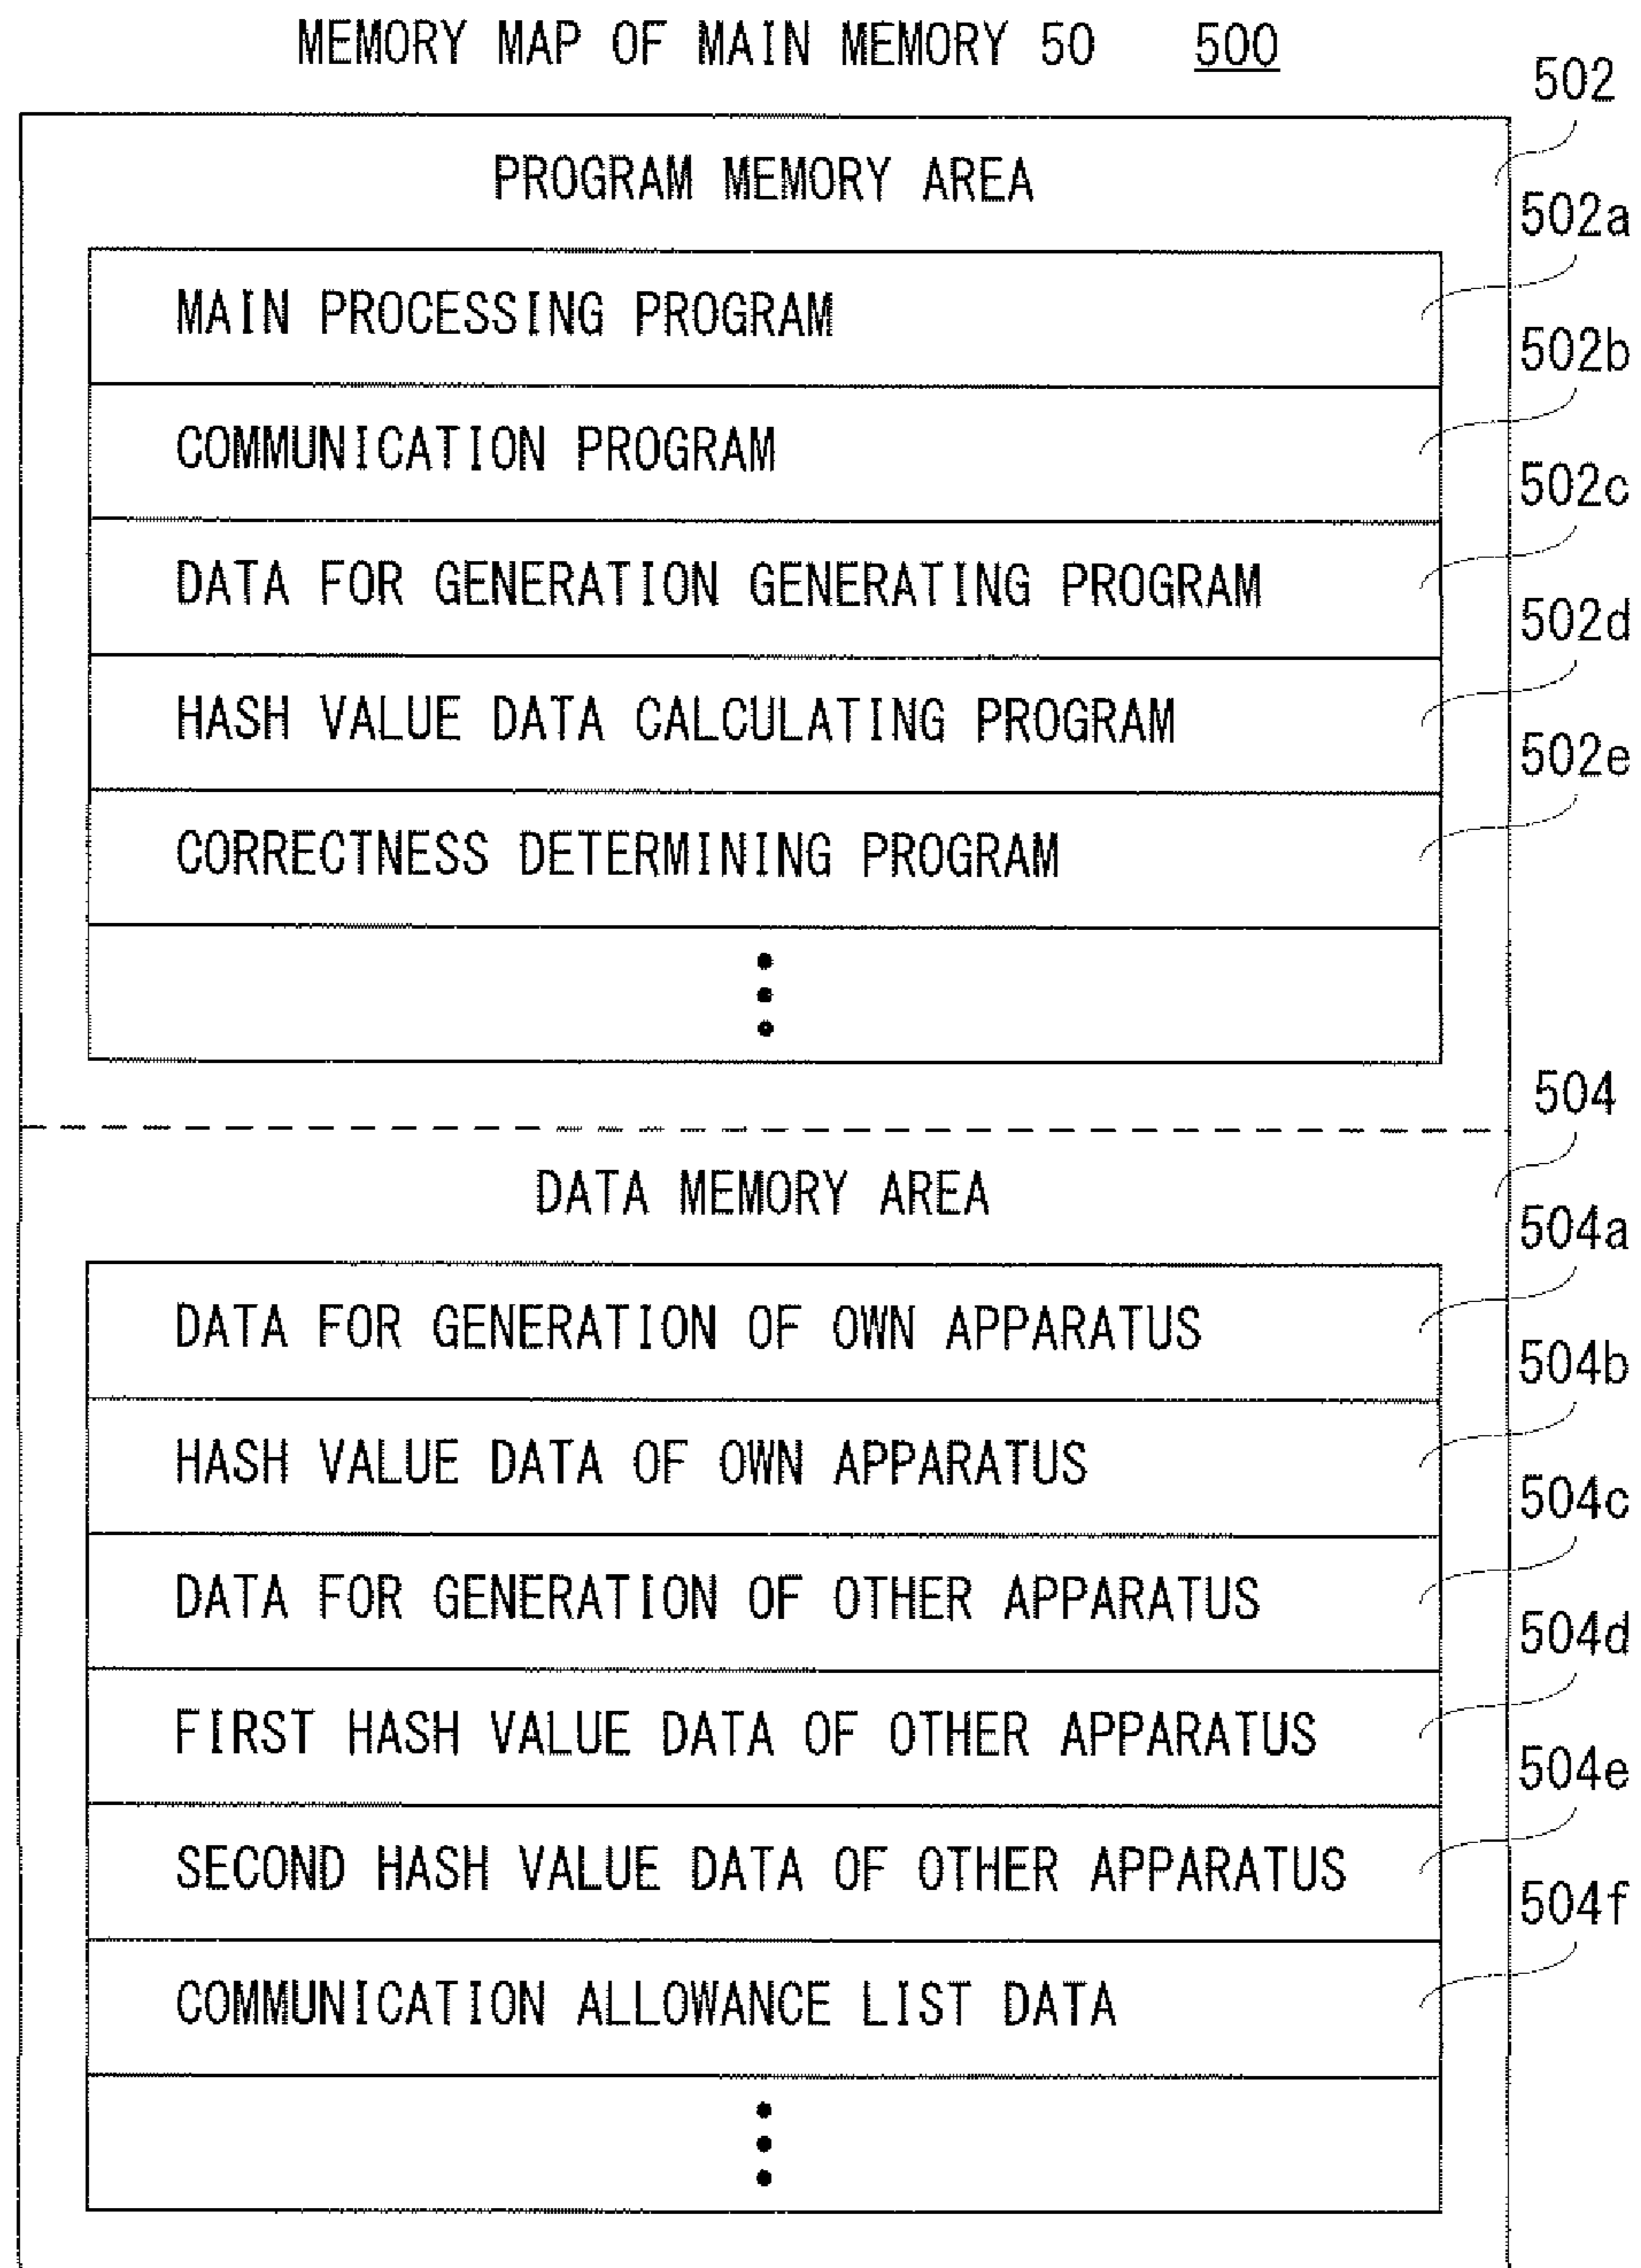 MEMORY MAP OF MAIN MEMORY 50 500
502
PROGRAM MEMORY AREA
502a
MAIN PROCESSING PROGRAM
502b
COMMUNICATION PROGRAM
502c
DATA FOR GENERATION GENERATING PROGRAM
502d
HASH VALUE DATA CALCULATING PROGRAM
502e
CORRECTNESS DETERMINING PROGRAM
504
DATA MEMORY AREA
504a
DATA FOR GENERATION OF OWN APPARATUS
504b
HASH VALUE DATA OF OWN APPARATUS
504c
DATA FOR GENERATION OF OTHER APPARATUS
504d
FIRST HASH VALUE DATA OF OTHER APPARATUS
504e
SECOND HASH VALUE DATA OF OTHER APPARATUS
504f
COMMUNICATION ALLOWANCE LIST DATA